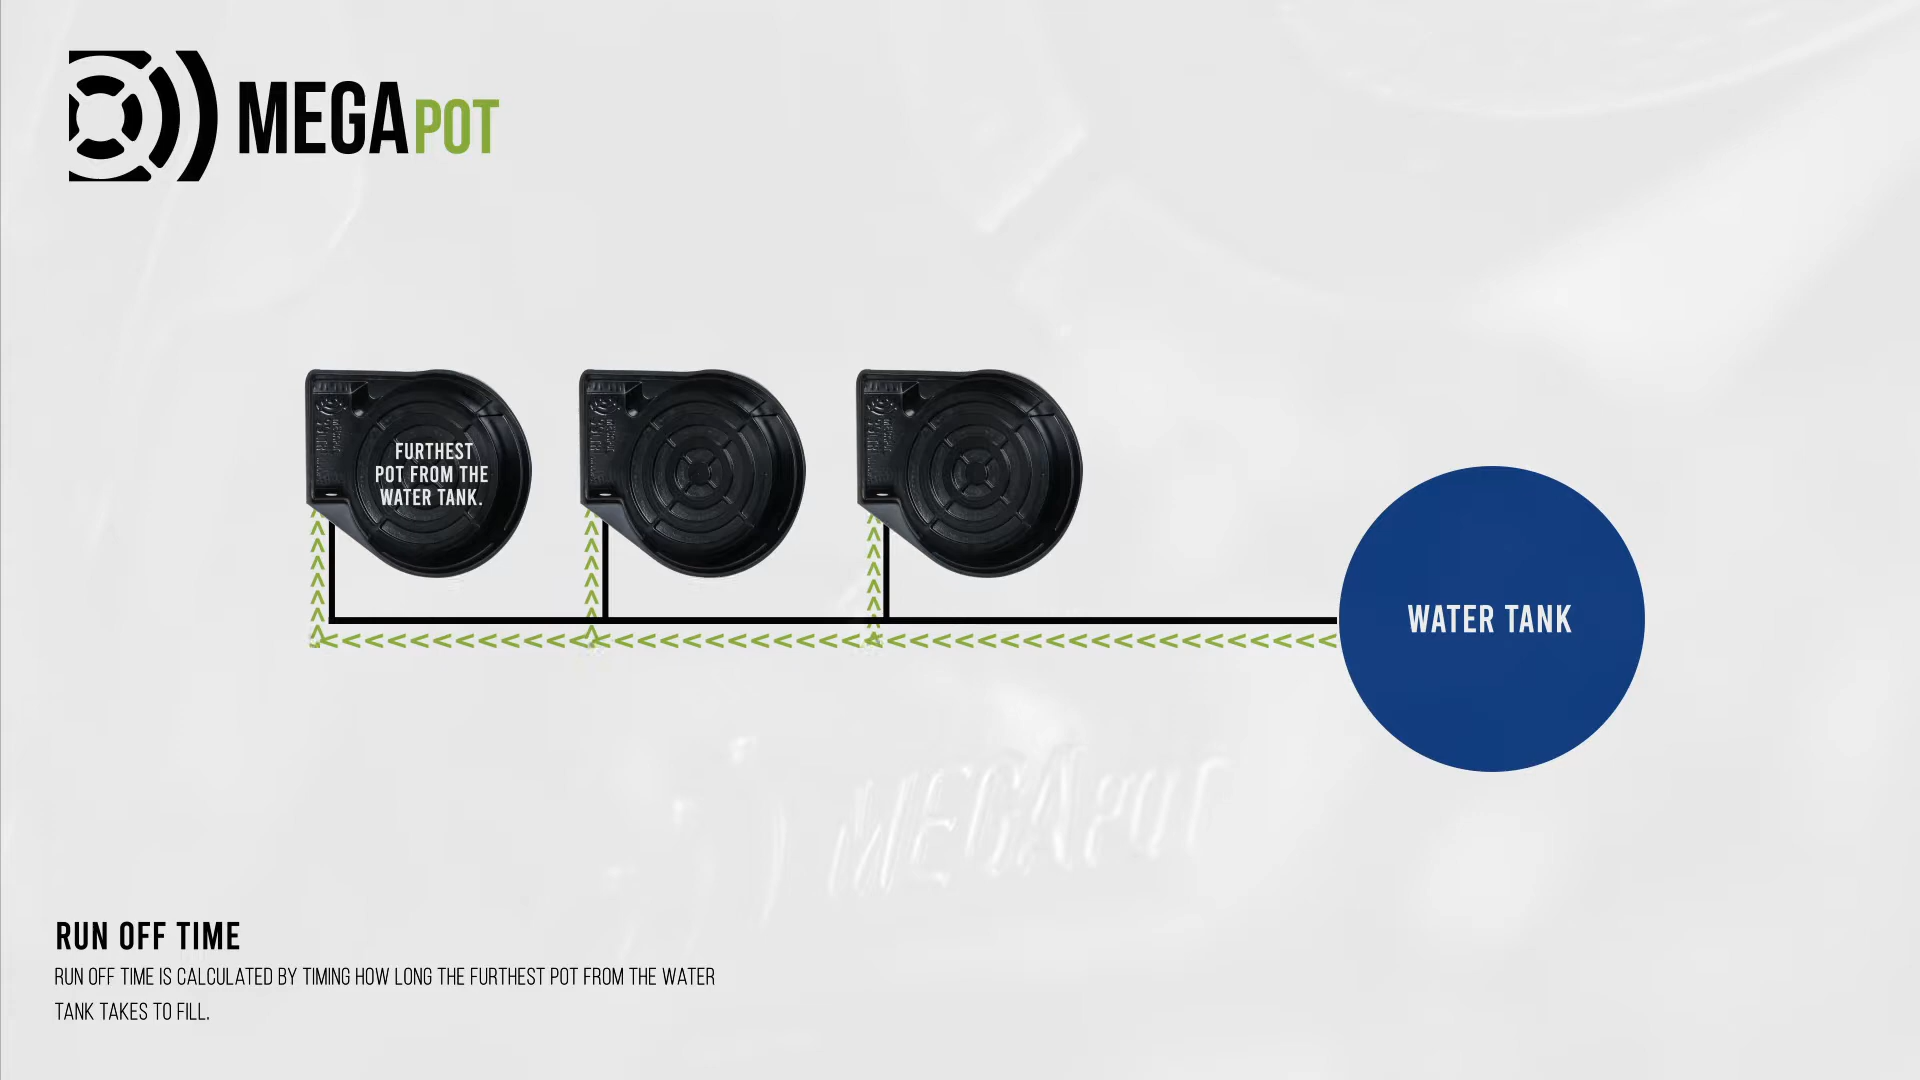 MEGAPOT
FURTHEST
POT FROM THE
WATER TANK.
WATER TANK
MEGAPOT
RUN OFF TIME
RUN OFF TIME IS CALCULATED BY TIMING HOW LONG THE FURTHEST POT FROM THE WATER
TANK TAKES TO FILL.